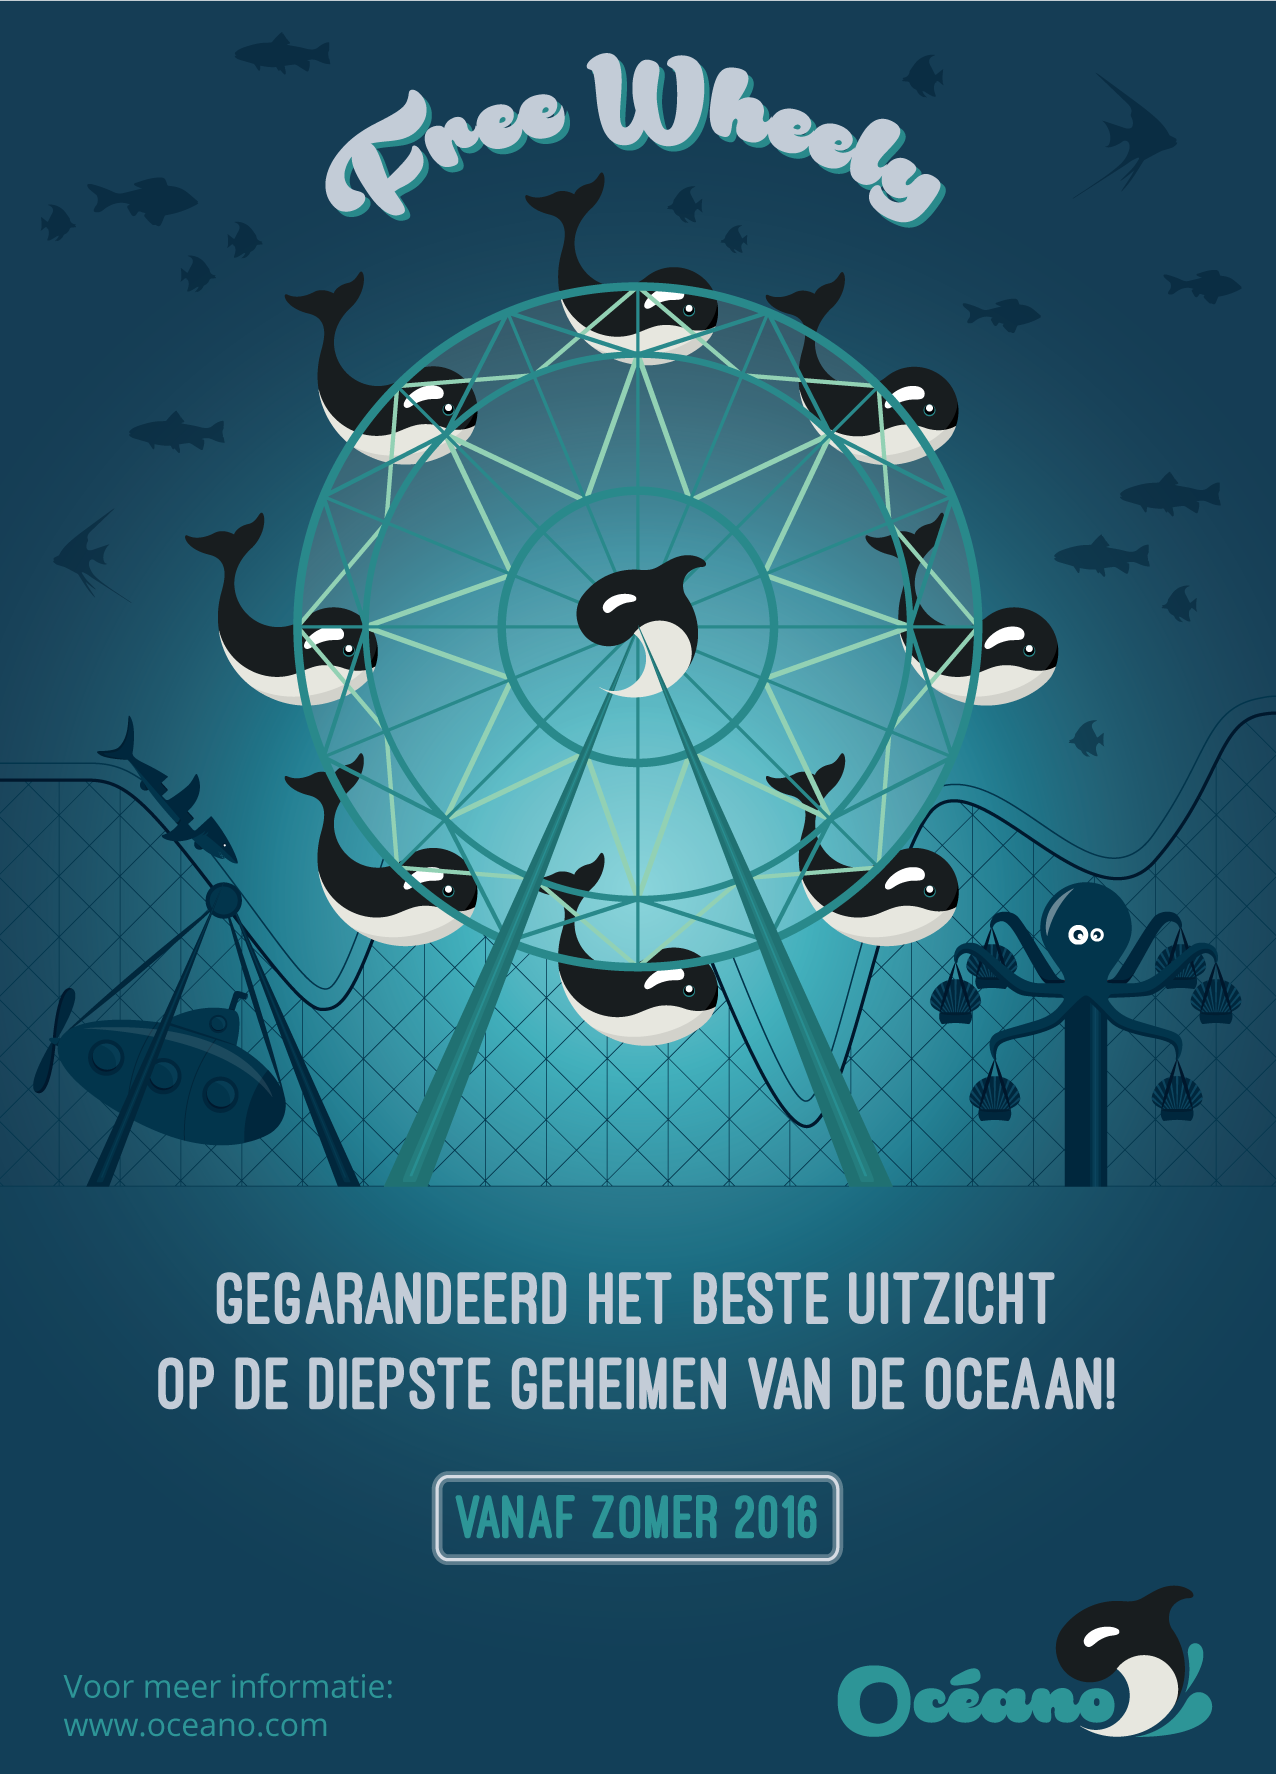 Free Wheely
GEGARANDEERD HET BESTE UITZICHT
OP DE DIEPSTE GEHEIMEN VAN DE OCEAAN!
VANAF ZOMER 2016
Voor meer informatie:
www.oceano.com
Océano